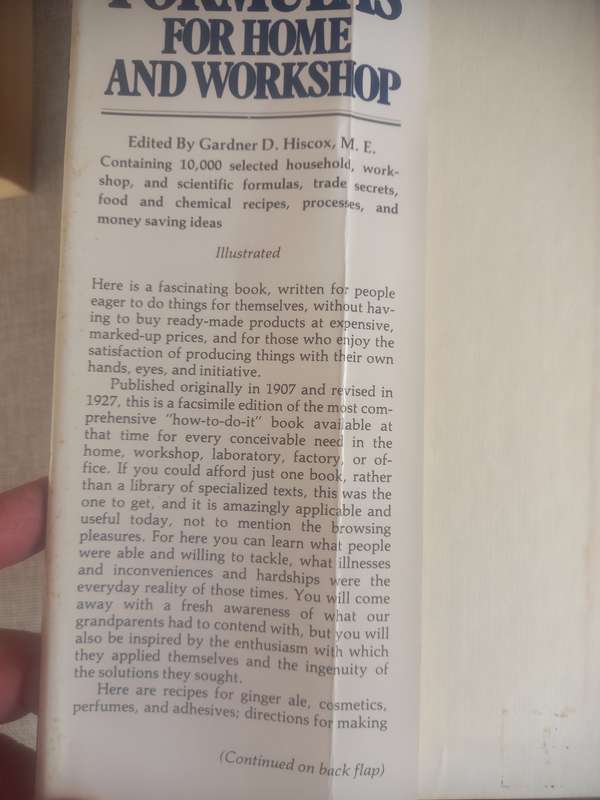 FORMULAS
FOR HOME
AND WORKSHOP
Edited By Gardner D. Hiscox, M. E.
Containing 10,000 selected household, work-
shop, and scientific formulas, trade secrets,
food and chemical recipes, processes, and
money saving ideas
Illustrated
Here is a fascinating book, written for people
eager to do things for themselves, without hav-
ing to buy ready-made products at expensive,
marked-up prices, and for those who enjoy the
satisfaction of producing things with their own
hands, eyes, and initiative.
Published originally in 1907 and revised in
1927, this is a facsimile edition of the most com-
prehensive "how-to-do-it" book available at
that time for every conceivable need in the
home, workshop, laboratory, factory, or of-
fice. If you could afford just one book, rather
than a library of specialized texts, this was the
one to get, and it is amazingly applicable and
useful today, not to mention the browsing
pleasures. For here you can learn what people
were able and willing to tackle, what illnesses
and inconveniences and hardships were the
everyday reality of those times. You will come
away with a fresh awareness of what our
grandparents had to contend with, but you will
also be inspired by the enthusiasm with which
they applied themselves and the ingenuity of
the solutions they sought.
Here are recipes for ginger ale, cosmetics,
perfumes, and adhesives; directions for making
(Continued on back flap)